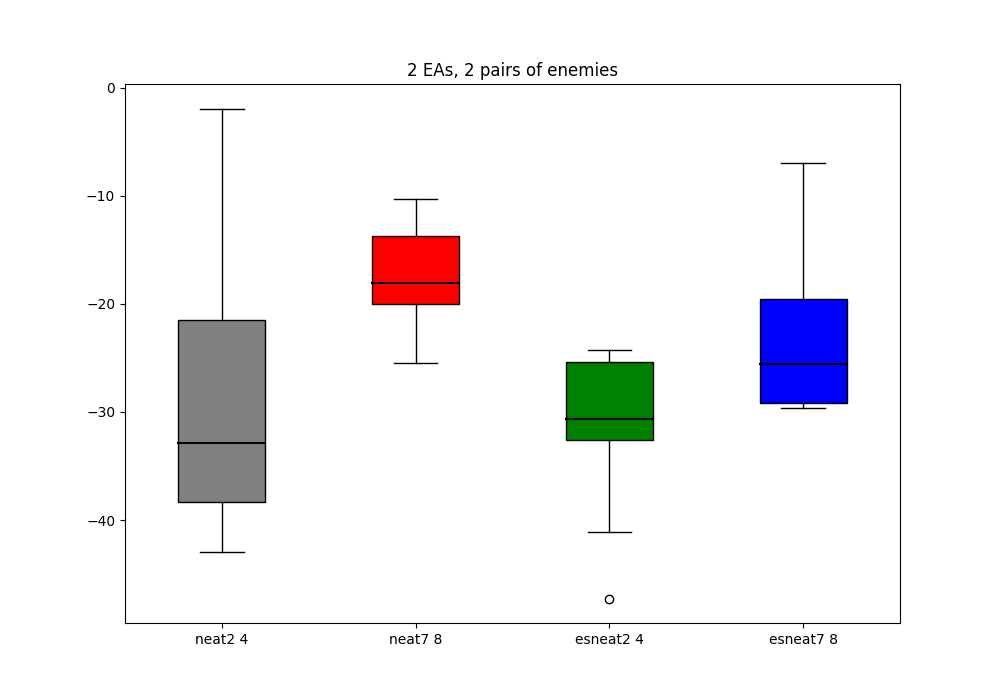 2 EAs, 2 pairs of enemies
0
−10
−20
−30
−40
neat2 4
neat7 8
esneat2 4
esneat7 8